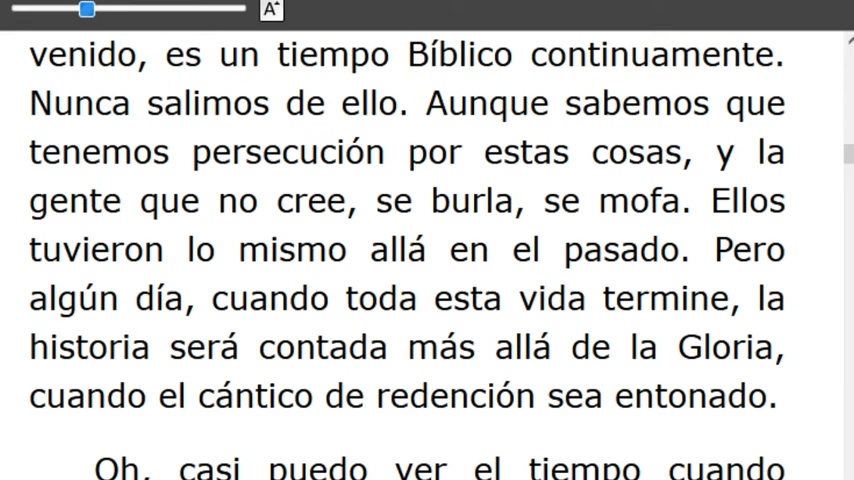 A
venido, es un tiempo Bíblico continuamente.
Nunca salimos de ello. Aunque sabemos que
tenemos persecución por estas cosas, y la
gente que no cree, se burla, se mofa. Ellos
tuvieron lo mismo allá en el pasado. Pero
algún día, cuando toda esta vida termine, la
historia será contada más allá de la Gloria,
cuando el cántico de redención sea entonado.
Oh, casi puedo ver el tiempo cuando